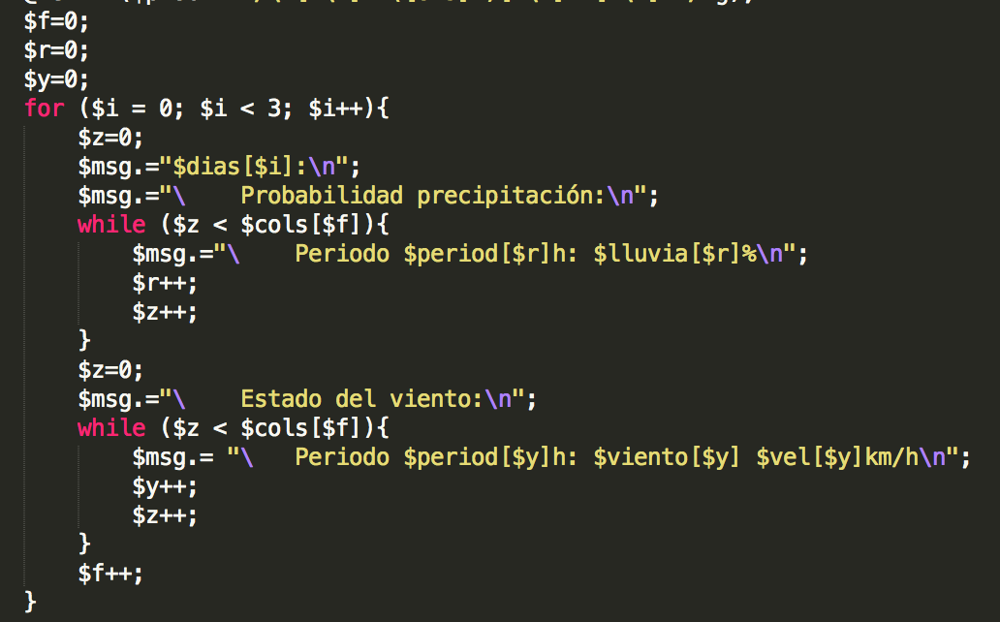 $f=0;
$r=0;
$y=0;
for ($i = 0; $i < 3; $i++){
    $z=0;
    $msg.="$dias[$i]:\n";
    $msg.="\    Probabilidad precipitación:\n";
    while ($z < $cols[$f]){
        $msg.="\    Periodo $period[$r]h: $lluvia[$r]%\n";
        $r++;
        $z++;
    }
    $z=0;
    $msg.="\    Estado del viento:\n";
    while ($z < $cols[$f]){
        $msg.= "\   Periodo $period[$y]h: $viento[$y] $vel[$y]km/h\n";
        $y++;
        $z++;
    }
    $f++;
}